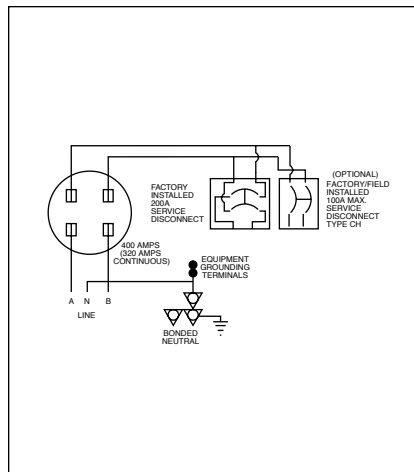 FACTORY
INSTALLED
200A
SERVICE
DISCONNECT
(OPTIONAL)
FACTORY/FIELD
INSTALLED
100A MAX.
SERVICE
DISCONNECT
TYPE CH
400 AMPS
(320 AMPS
CONTINUOUS)
EQUIPMENT
GROUNDING
TERMINALS
A N B
LINE
BONDED
NEUTRAL